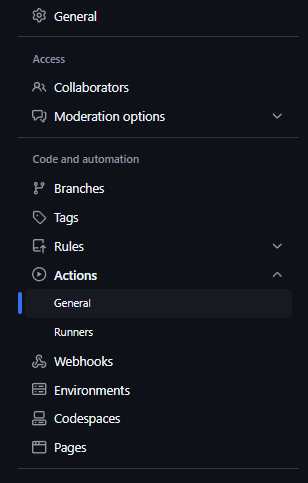 General
Access
Collaborators
Moderation options
Code and automation
Branches
Tags
Rules
Actions
General
Runners
Webhooks
Environments
Codespaces
Pages